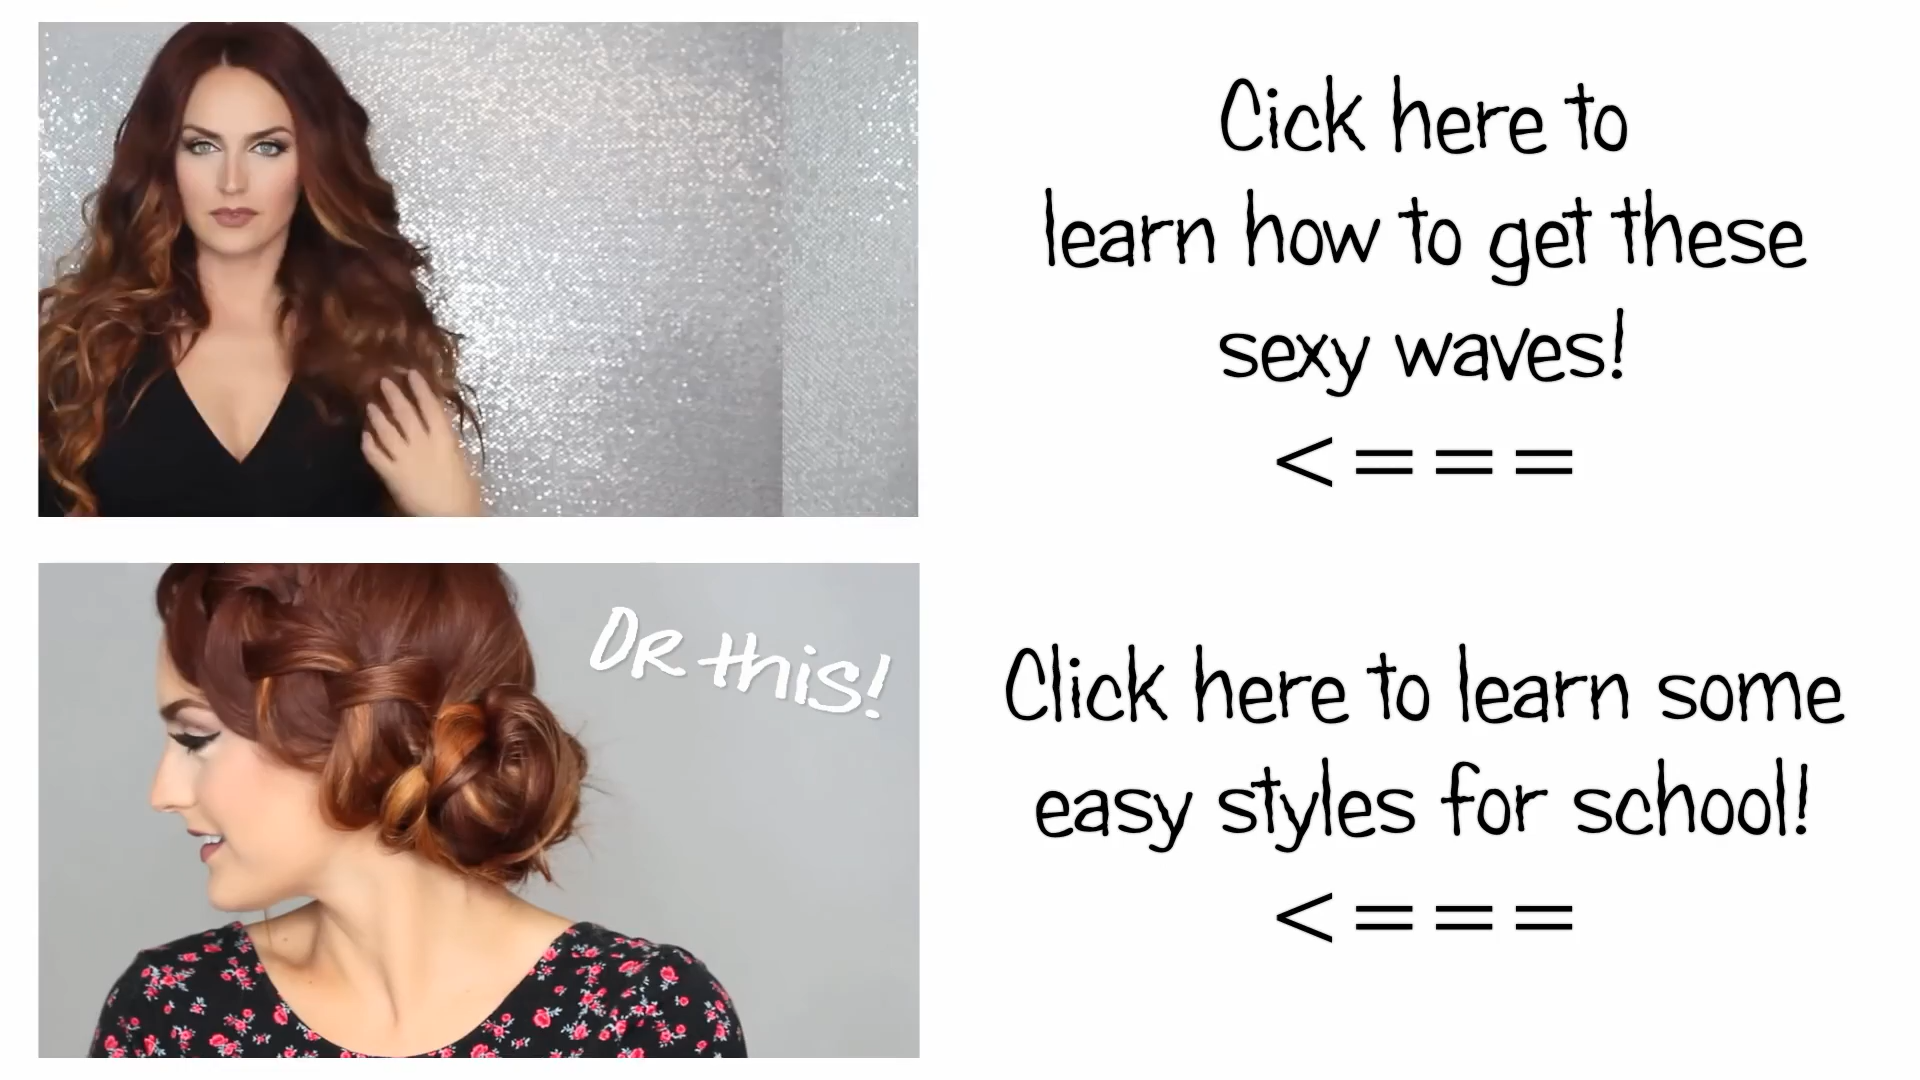 Cick here to
learn how to get these
sexy waves!
<===
OR this!
Click here to learn some
easy styles for school!
<===